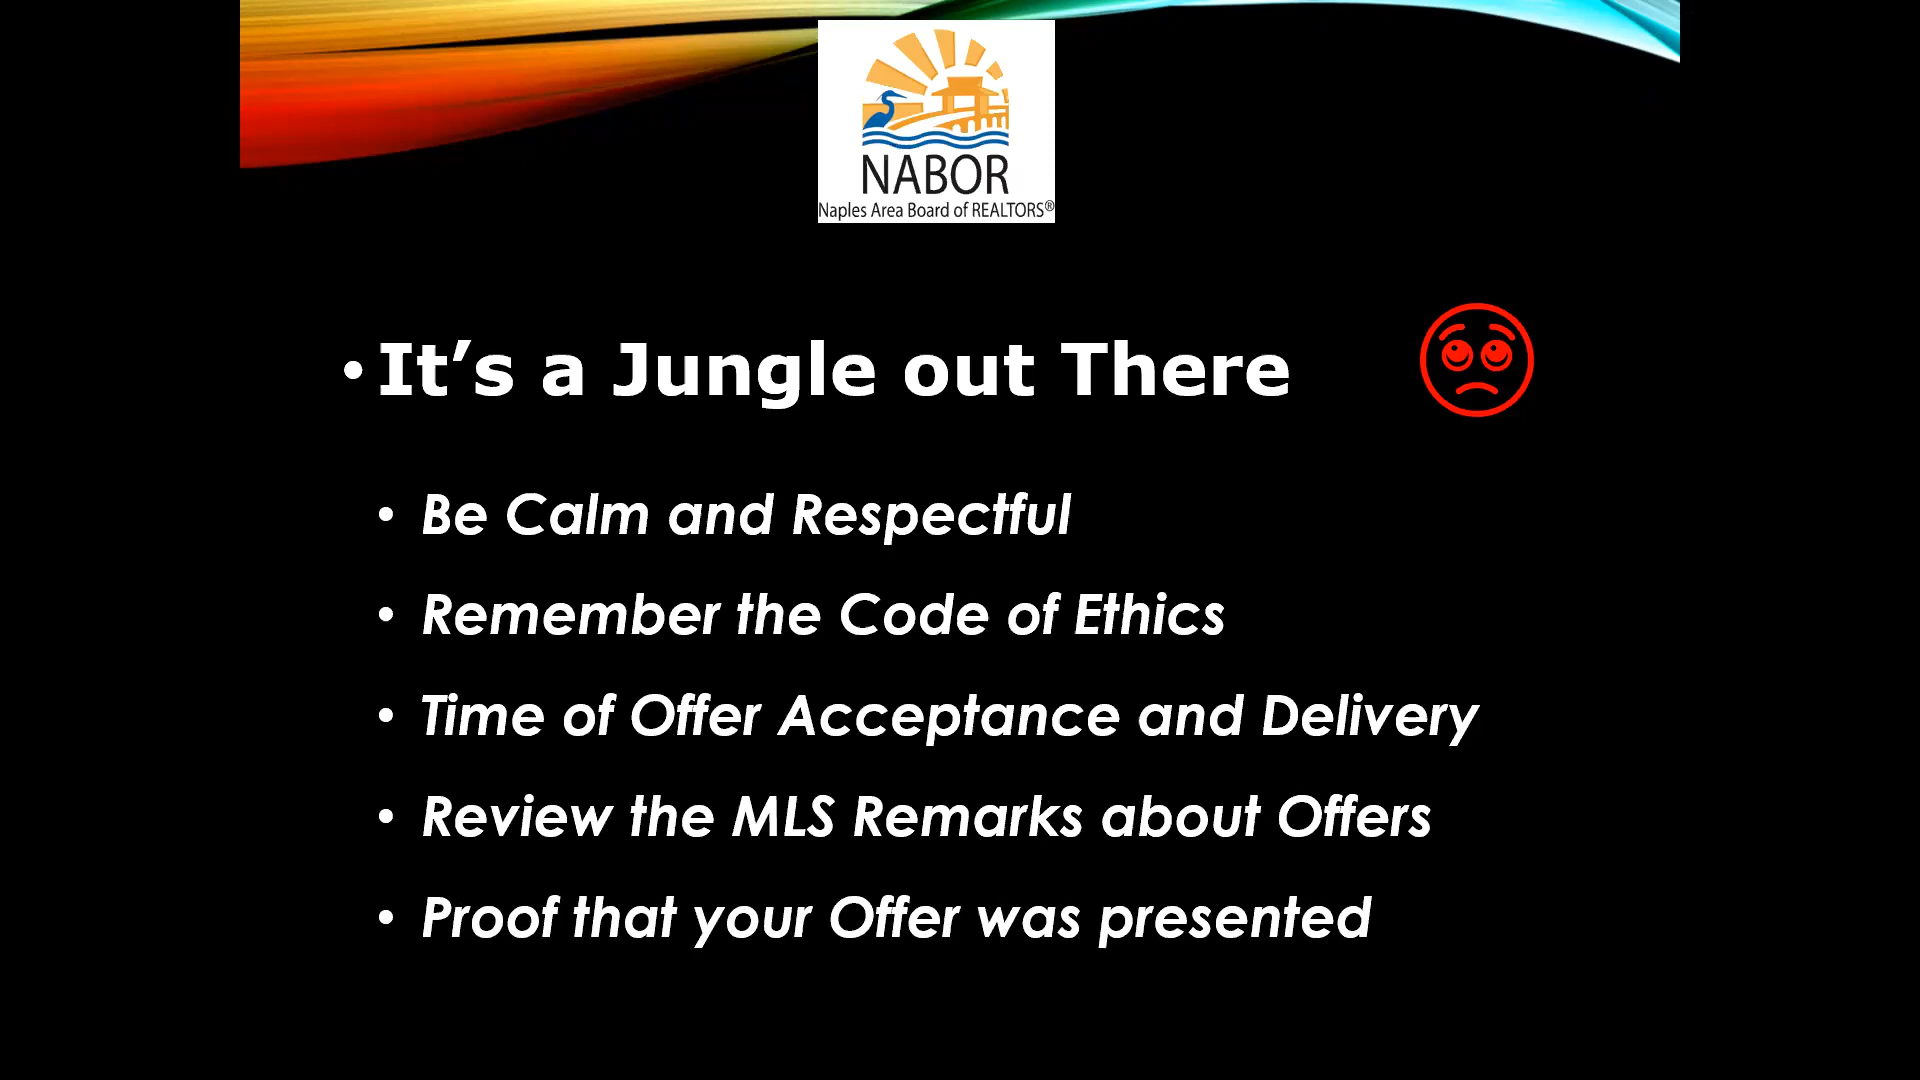 NABOR
Naples Area Board of REALTORS®
• It’s a Jungle out There
• Be Calm and Respectful
• Remember the Code of Ethics
• Time of Offer Acceptance and Delivery
• Review the MLS Remarks about Offers
• Proof that your Offer was presented